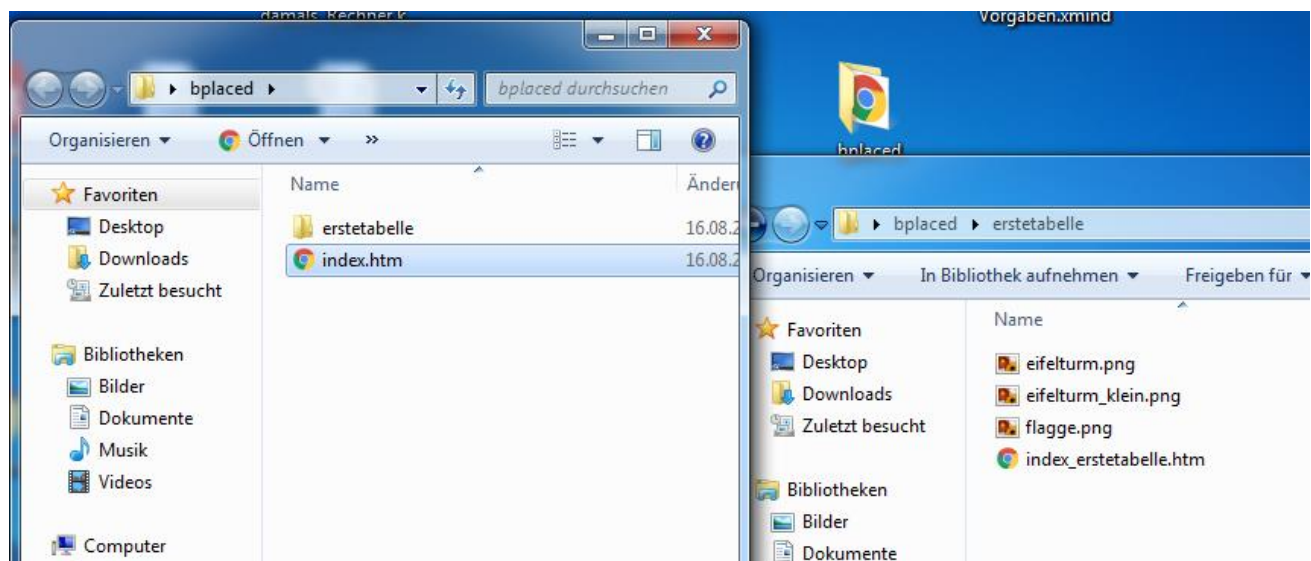 damals_Rechner.k
Vorgaben.xmind
bplaced
bplaced
bplaced durchsuchen
Organisieren
Öffnen
»
Name
Änder
Favoriten
Desktop
Downloads
Zuletzt besucht
Bibliotheken
Bilder
Dokumente
Musik
Videos
Computer
erstetabelle
16.08.2
index.htm
16.08.2
bplaced
erstetabelle
Organisieren
In Bibliothek aufnehmen
Freigeben für
Name
Favoriten
Desktop
Downloads
Zuletzt besucht
Bibliotheken
Bilder
Dokumente
eifelturm.png
eifelturm_klein.png
flagge.png
index_erstetabelle.htm